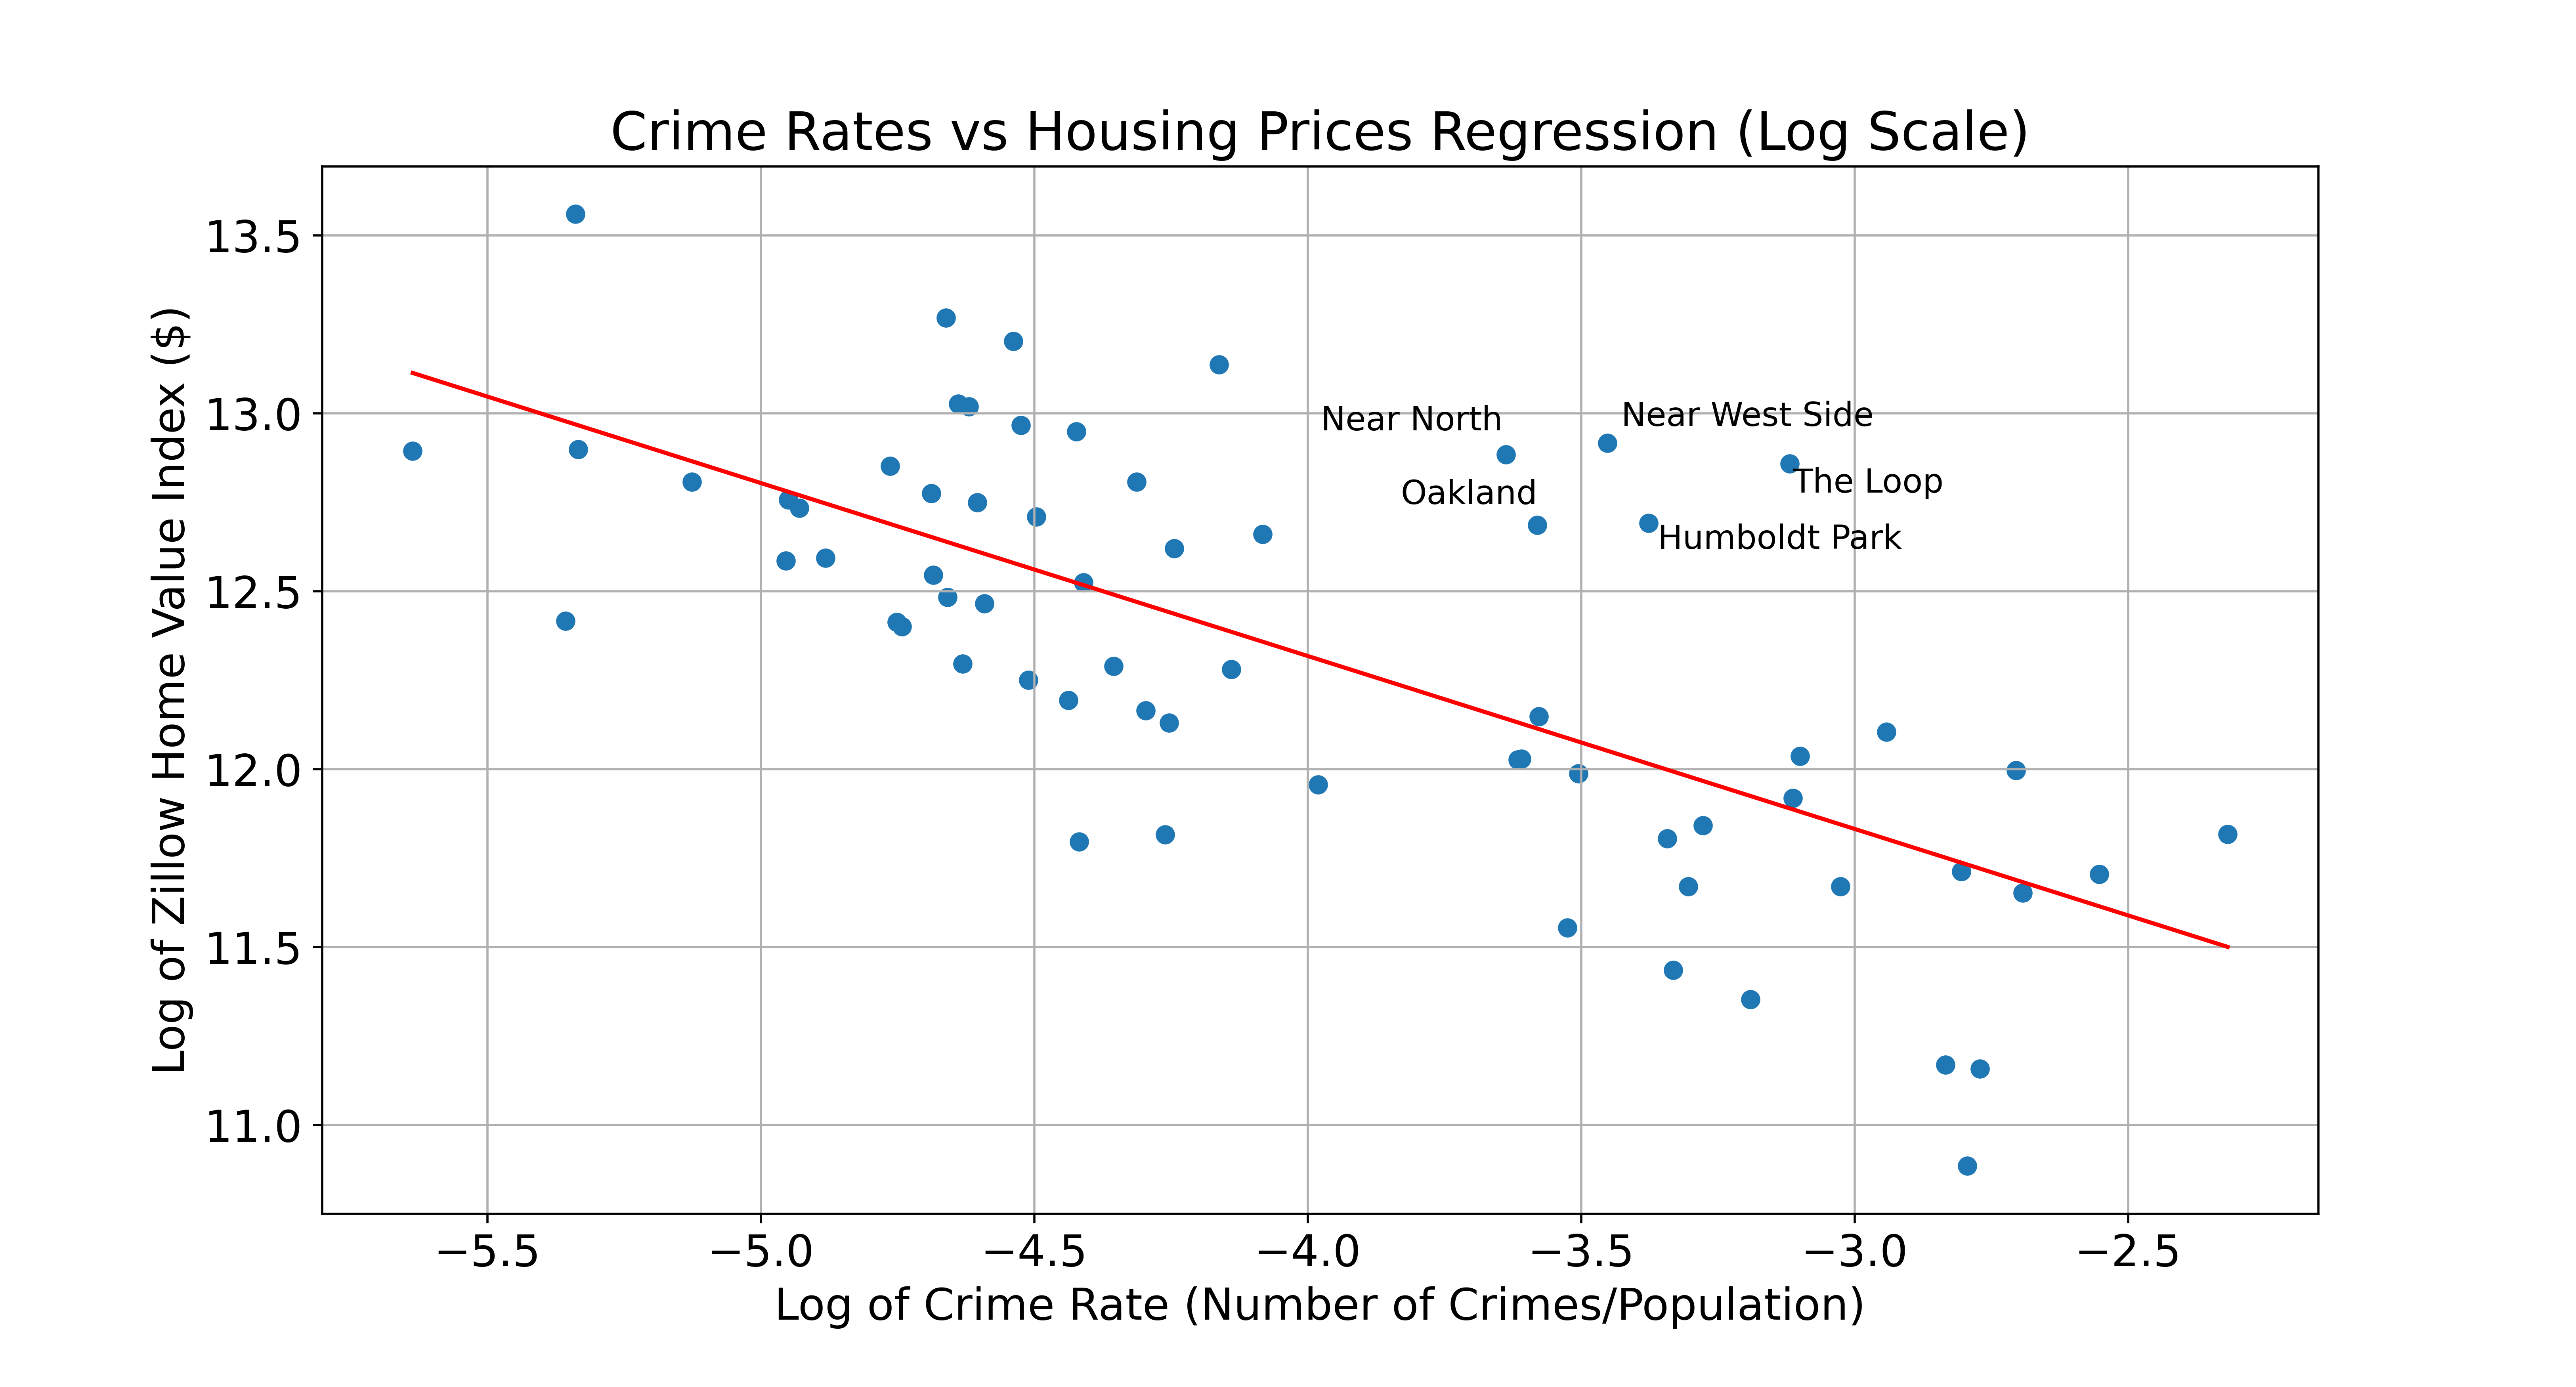 Crime Rates vs Housing Prices Regression (Log Scale)
Log of Zillow Home Value Index ($)
13.5
13.0
12.5
12.0
11.5
11.0
Near North
Near West Side
The Loop
Oakland
Humboldt Park
−5.5
−5.0
−4.5
−4.0
−3.5
−3.0
−2.5
Log of Crime Rate (Number of Crimes/Population)